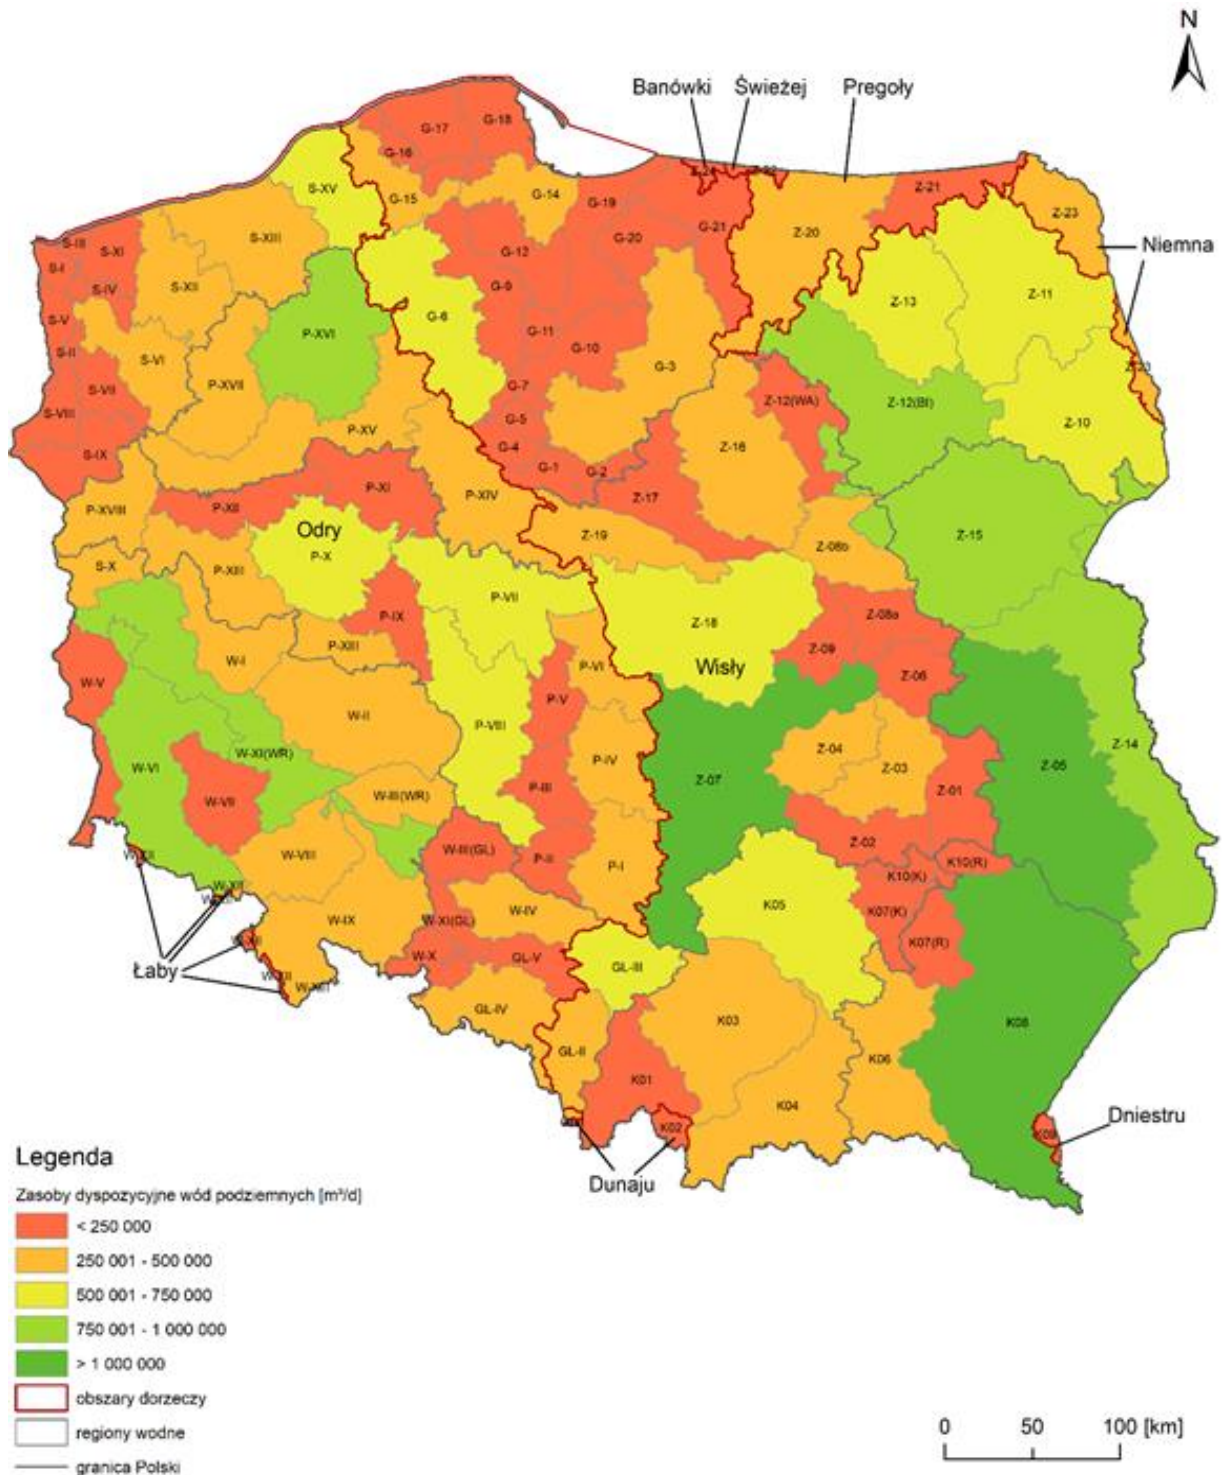 N
Banówki Świeżej Pregoły
G-17
G-18
G-16
S-XV
G-15
G-14
G-19
G-21
Z-21
Z-23
S-III
S-XI
S-XIII
G-12
G-20
Z-20
Niemna
S-I
S-IV
S-XII
G-9
Z-13
Z-11
S-V
P-XVI
G-6
G-11
S-II
S-VI
G-10
G-3
Z-23
P-XVII
S-VII
G-7
Z-12(WA)
Z-12(BI)
S-VIII
G-5
Z-10
P-XV
G-4
Z-16
S-IX
G-1
G-2
P-XI
P-XIV
Z-17
P-XVIII
P-XII
Odry
Z-19
Z-08b
Z-15
P-X
S-X
P-XIII
P-VII
P-IX
Z-18
Z-08a
P-XIII
Z-09
W-I
P-VI
Wisły
Z-06
W-V
P-V
W-II
P-VIII
W-XI(WR)
Z-04
Z-14
W-VI
P-IV
Z-07
Z-03
Z-05
P-III
Z-01
W-III(WR)
W-VII
Z-02
W-III(GL)
W-VIII
P-II
P-I
K10(R)
K10(K)
W-XII
K05
K07(K)
W-IX
W-IV
W-XI(GL)
K07(R)
W-X
GL-V
GL-III
Łaby
GL-IV
K03
K08
GL-II
K06
K01
K04
Dniestru
K02
K09
Dunaju
Legenda
Zasoby dyspozycyjne wód podziemnych [m³/d]
< 250 000
250 001 - 500 000
500 001 - 750 000
750 001 - 1 000 000
> 1 000 000
obszary dorzeczy
regiony wodne
granica Polski
0 50 100 [km]